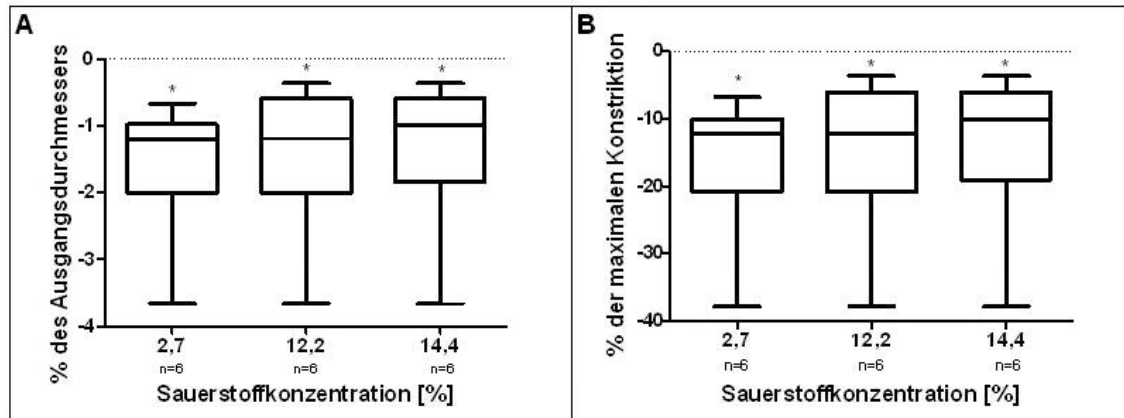 A
% des Ausgangsdurchmessers
0
-1
-2
-3
-4
*
*
*
2,7
12,2
14,4
n=6
n=6
n=6
Sauerstoffkonzentration [%]
B
% der maximalen Konstriktion
0
-10
-20
-30
-40
*
*
*
2,7
12,2
14,4
n=6
n=6
n=6
Sauerstoffkonzentration [%]